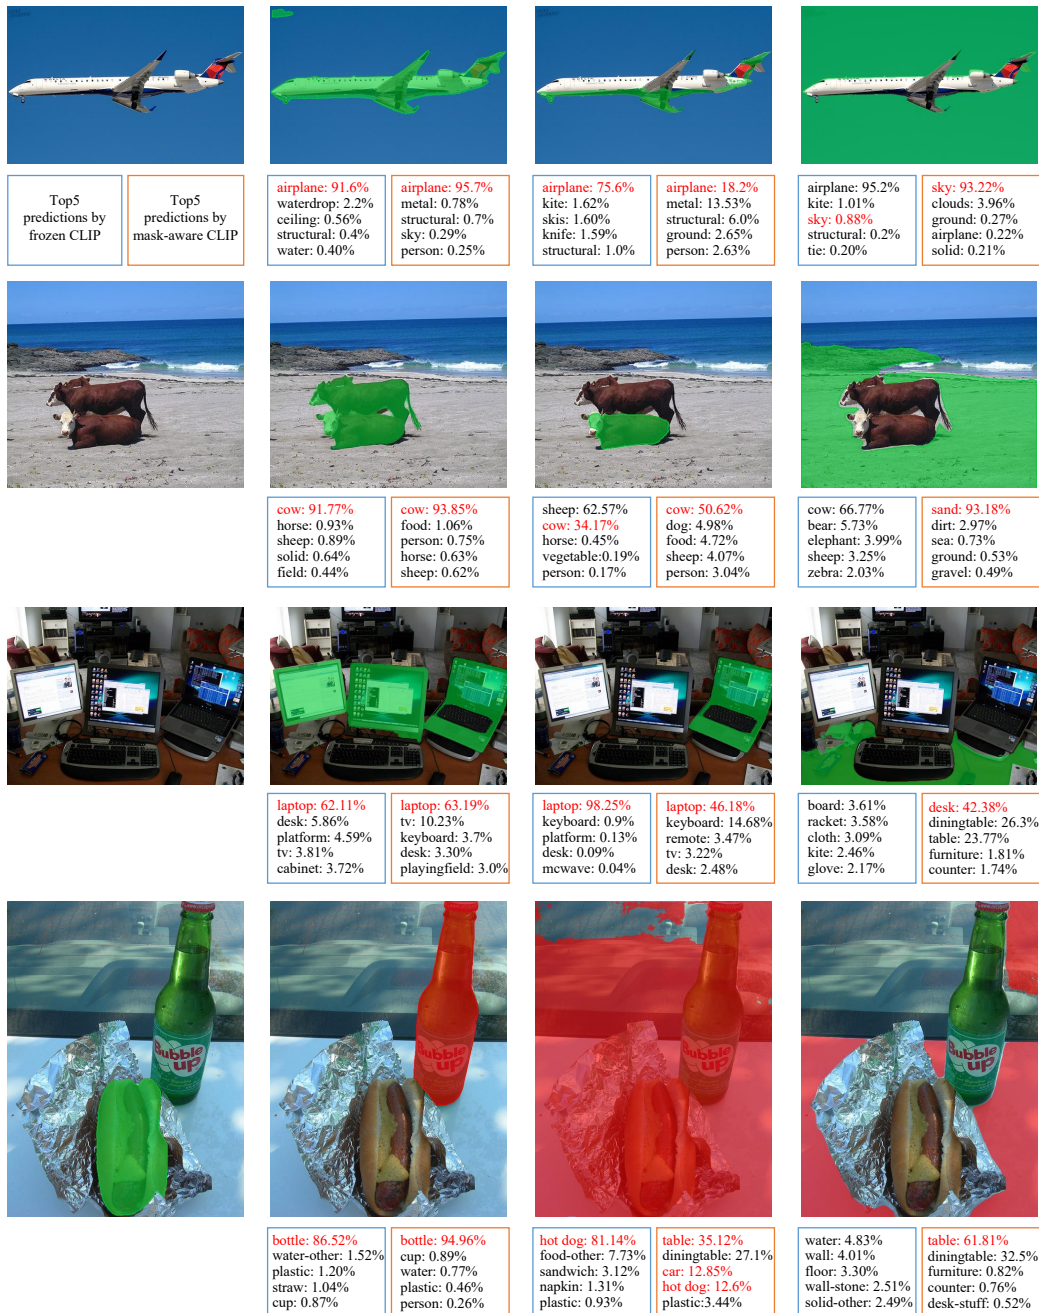 Top5
predictions by
frozen CLIP
Top5
predictions by
mask-aware CLIP
airplane: 91.6%
waterdrop: 2.2%
ceiling: 0.56%
structural: 0.4%
water: 0.40%
airplane: 95.7%
metal: 0.78%
structural: 0.7%
sky: 0.29%
person: 0.25%
airplane: 75.6%
kite: 1.62%
skis: 1.60%
knife: 1.59%
structural: 1.0%
airplane: 18.2%
metal: 13.53%
structural: 6.0%
ground: 2.65%
person: 2.63%
airplane: 95.2%
kite: 1.01%
sky: 0.88%
structural: 0.2%
tie: 0.20%
sky: 93.22%
clouds: 3.96%
ground: 0.27%
airplane: 0.22%
solid: 0.21%
cow: 91.77%
horse: 0.93%
sheep: 0.89%
solid: 0.64%
field: 0.44%
cow: 93.85%
food: 1.06%
person: 0.75%
horse: 0.63%
sheep: 0.62%
sheep: 62.57%
cow: 34.17%
horse: 0.45%
vegetable:0.19%
person: 0.17%
cow: 50.62%
dog: 4.98%
food: 4.72%
sheep: 4.07%
person: 3.04%
cow: 66.77%
bear: 5.73%
elephant: 3.99%
sheep: 3.25%
zebra: 2.03%
sand: 93.18%
dirt: 2.97%
sea: 0.73%
ground: 0.53%
gravel: 0.49%
laptop: 62.11%
desk: 5.86%
platform: 4.59%
tv: 3.81%
cabinet: 3.72%
laptop: 63.19%
tv: 10.23%
keyboard: 3.7%
desk: 3.30%
playingfield: 3.0%
laptop: 98.25%
keyboard: 0.9%
platform: 0.13%
desk: 0.09%
mcwave: 0.04%
laptop: 46.18%
keyboard: 14.68%
remote: 3.47%
tv: 3.22%
desk: 2.48%
board: 3.61%
racket: 3.58%
cloth: 3.09%
kite: 2.46%
glove: 2.17%
desk: 42.38%
diningtable: 26.3%
table: 23.77%
furniture: 1.81%
counter: 1.74%
Bubble
up
Bubble
up
Bubble
up
Bubble
up
bottle: 86.52%
water-other: 1.52%
plastic: 1.20%
straw: 1.04%
cup: 0.87%
bottle: 94.96%
cup: 0.89%
water: 0.77%
plastic: 0.46%
person: 0.26%
hot dog: 81.14%
food-other: 7.73%
sandwich: 3.12%
napkin: 1.31%
plastic: 0.93%
table: 35.12%
diningtable: 27.1%
car: 12.85%
hot dog: 12.6%
plastic:3.44%
water: 4.83%
wall: 4.01%
floor: 3.30%
wall-stone: 2.51%
solid-other: 2.49%
table: 61.81%
diningtable: 32.5%
furniture: 0.82%
counter: 0.76%
desk-stuff: 0.52%